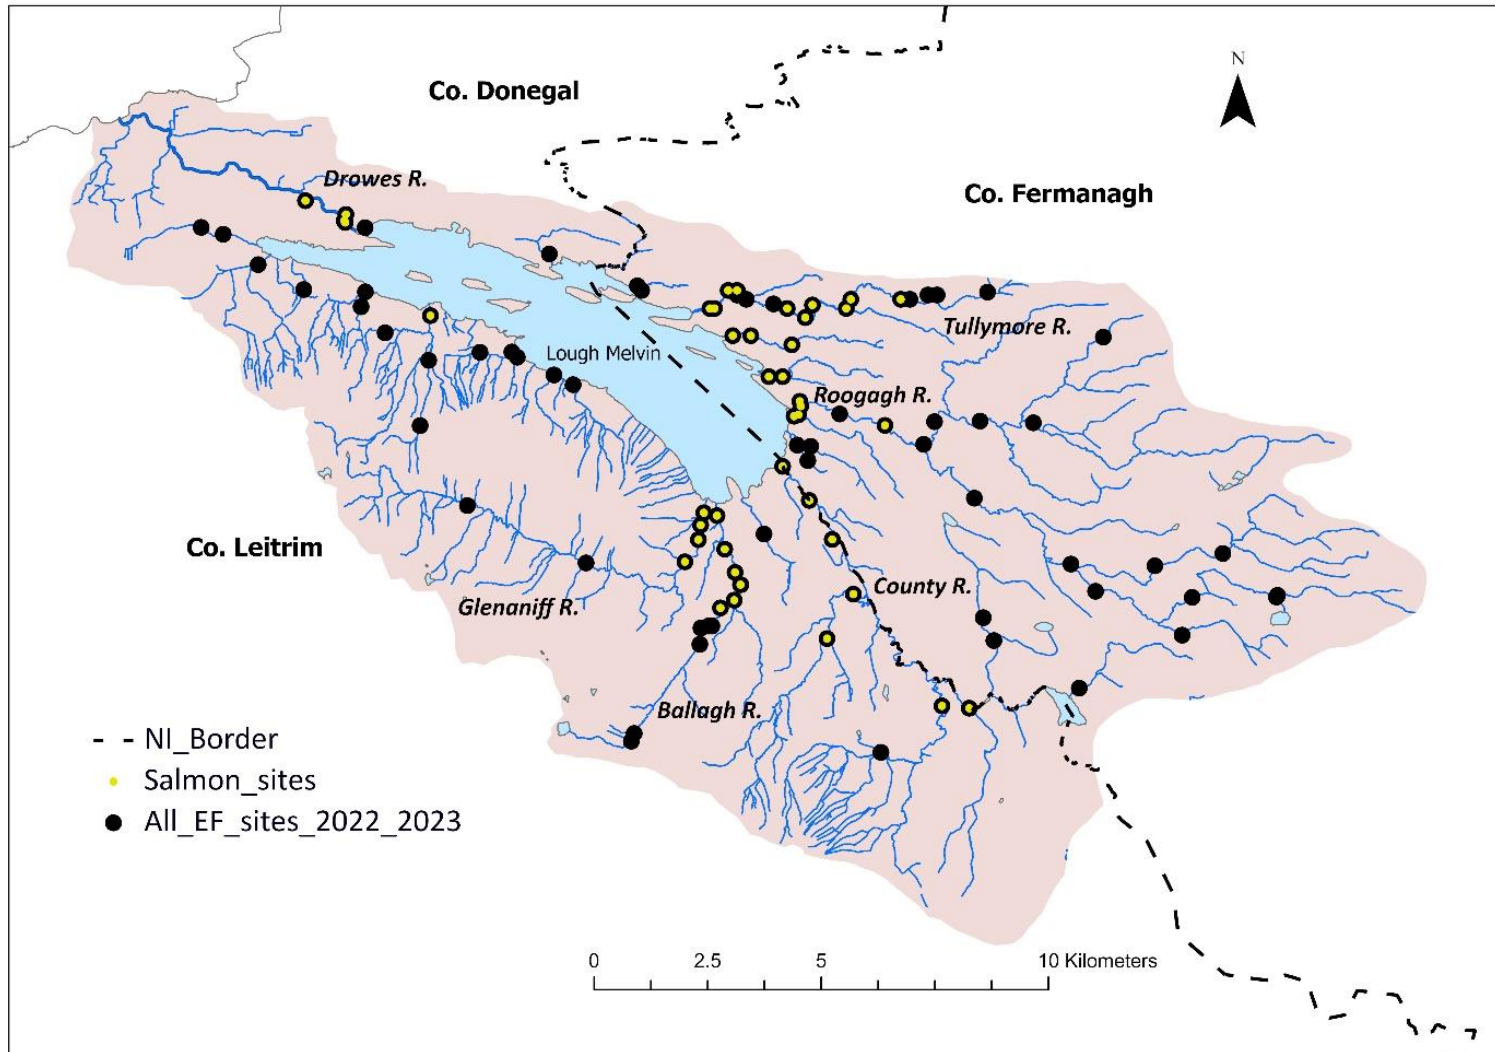 N
Co. Donegal
Drowes R.
Co. Fermanagh
Tullymore R.
Lough Melvin
Roogagh R.
Co. Leitrim
County R.
Glenaniff R.
Ballagh R.
NI_Border
Salmon_sites
All_EF_sites_2022_2023
0 2.5 5 10 Kilometers